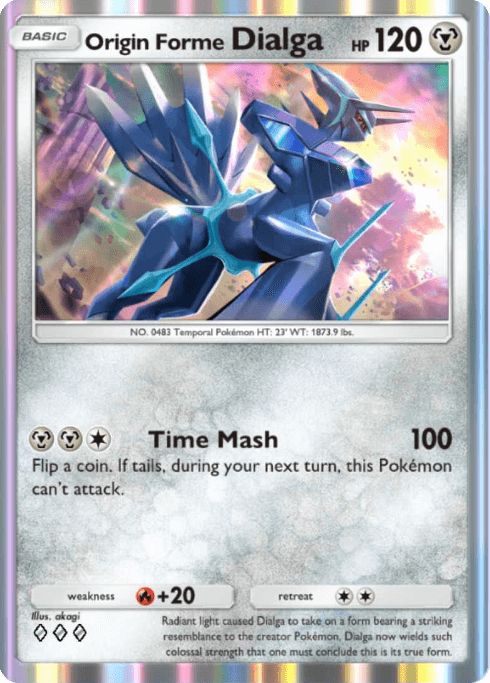 BASIC Origin Forme Dialga HP 120
NO. 0483 Temporal Pokémon HT: 23' WT: 1873.9 lbs.
Time Mash 100
Flip a coin. If tails, during your next turn, this Pokémon
can't attack.
weakness +20 retreat
Illus. akagi
Radiant light caused Dialga to take on a form bearing a striking
resemblance to the creator Pokémon. Dialga now wields such
colossal strength that one must conclude this is its true form.